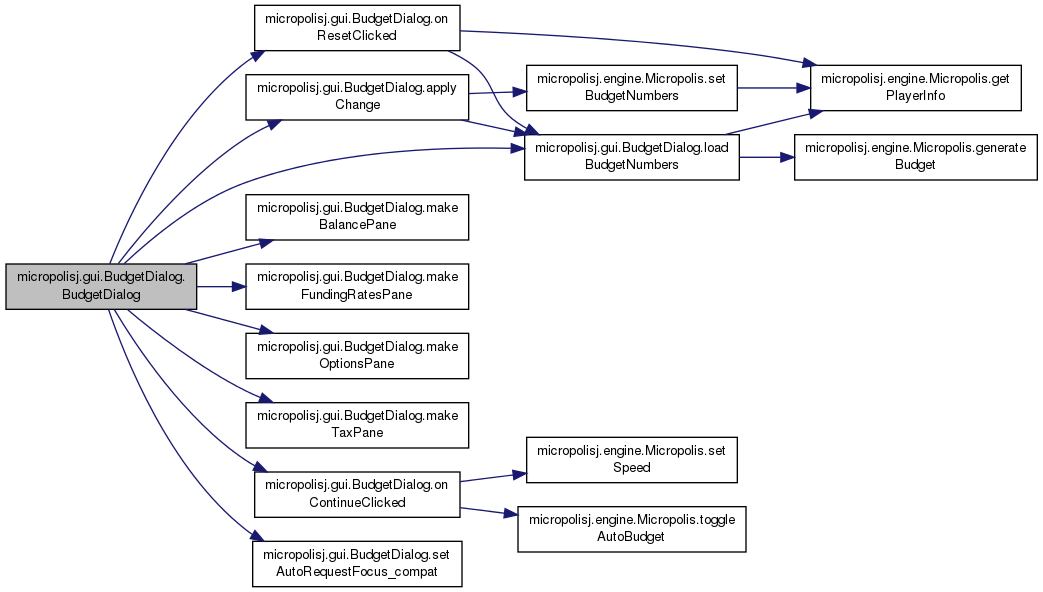 micropolisj.gui.BudgetDialog.on
ResetClicked
micropolisj.gui.BudgetDialog.apply
Change
micropolisj.engine.Micropolis.set
BudgetNumbers
micropolisj.engine.Micropolis.get
PlayerInfo
micropolisj.gui.BudgetDialog.load
BudgetNumbers
micropolisj.engine.Micropolis.generate
Budget
micropolisj.gui.BudgetDialog.make
BalancePane
micropolisj.gui.BudgetDialog.
BudgetDialog
micropolisj.gui.BudgetDialog.make
FundingRatesPane
micropolisj.gui.BudgetDialog.make
OptionsPane
micropolisj.gui.BudgetDialog.make
TaxPane
micropolisj.gui.BudgetDialog.on
ContinueClicked
micropolisj.engine.Micropolis.set
Speed
micropolisj.engine.Micropolis.toggle
AutoBudget
micropolisj.gui.BudgetDialog.set
AutoRequestFocus_compat